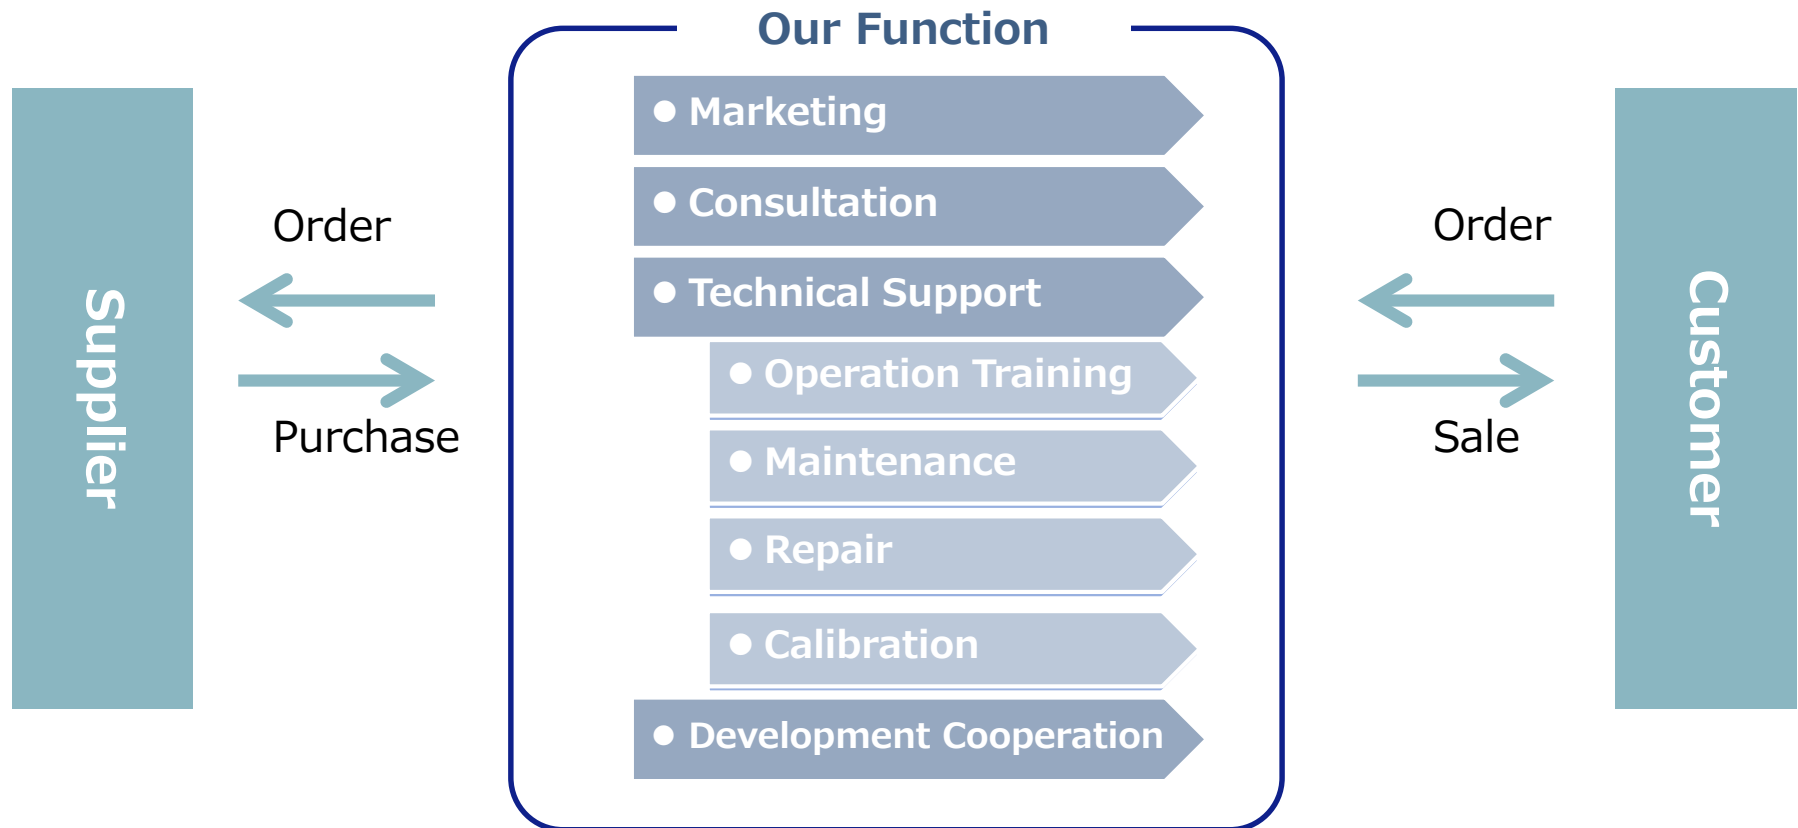 Our Function
Supplier
Order
Purchase
● Marketing
● Consultation
● Technical Support
● Operation Training
● Maintenance
● Repair
● Calibration
● Development Cooperation
Order
Sale
Customer